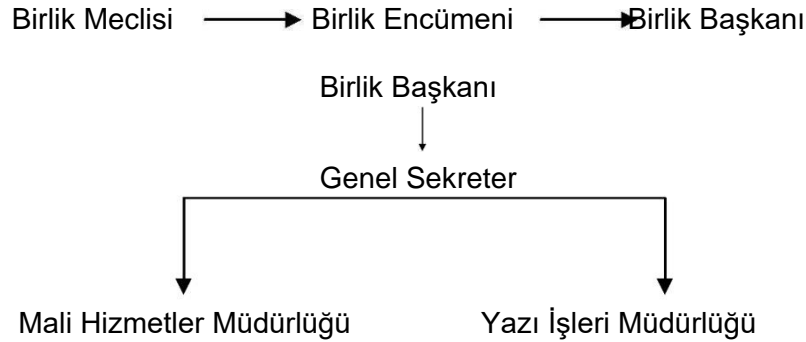 Birlik Meclisi Birlik Encümeni Birlik Başkanı
Birlik Başkanı
Genel Sekreter
Mali Hizmetler Müdürlüğü Yazı İşleri Müdürlüğü